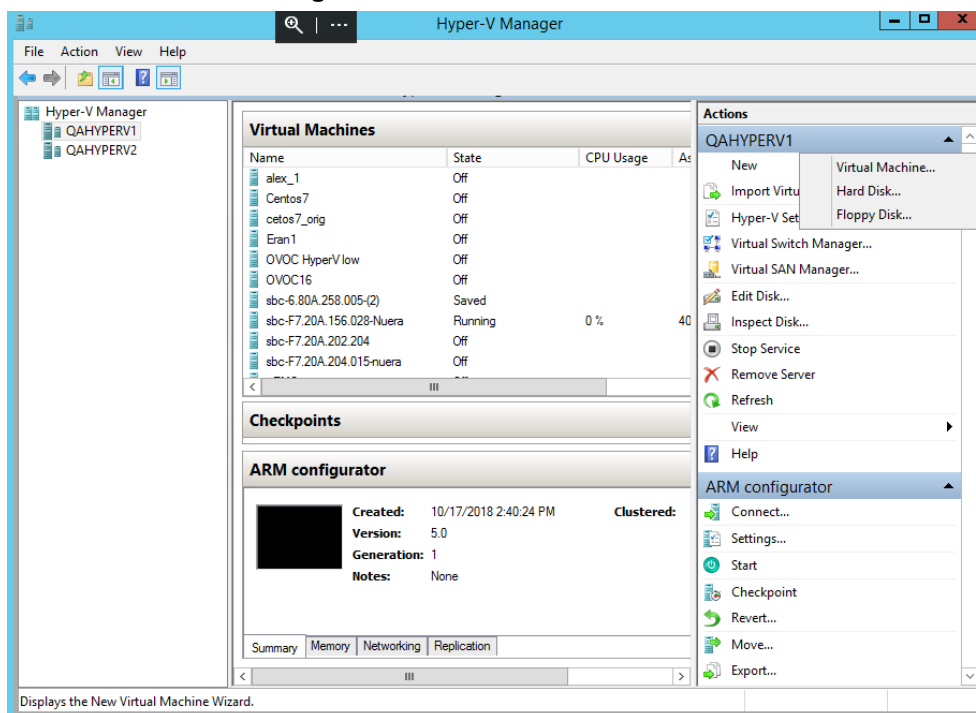 Hyper-V Manager
File Action View Help
Hyper-V Manager
QAHYPERV1
QAHYPERV2
Virtual Machines
Name State CPU Usage As
alex_1 Off
Centos7 Off
cetos7_orig Off
Eran1 Off
OVOC HyperV low Off
OVOC16 Off
sbc-6.80A.258.005-(2) Saved
sbc-F7.20A.156.028-Nuera Running 0 % 40
sbc-F7.20A.202.204 Off
sbc-F7.20A.204.015-nuera Off
Checkpoints
ARM configurator
Created: 10/17/2018 2:40:24 PM Clustered:
Version: 5.0
Generation: 1
Notes: None
Summary Memory Networking Replication
Actions
QAHYPERV1
New
Import Virtu
Hyper-V Set
Virtual Machine...
Hard Disk...
Floppy Disk...
Virtual Switch Manager...
Virtual SAN Manager...
Edit Disk...
Inspect Disk...
Stop Service
Remove Server
Refresh
View
Help
ARM configurator
Connect...
Settings...
Start
Checkpoint
Revert...
Move...
Export...
Displays the New Virtual Machine Wizard.